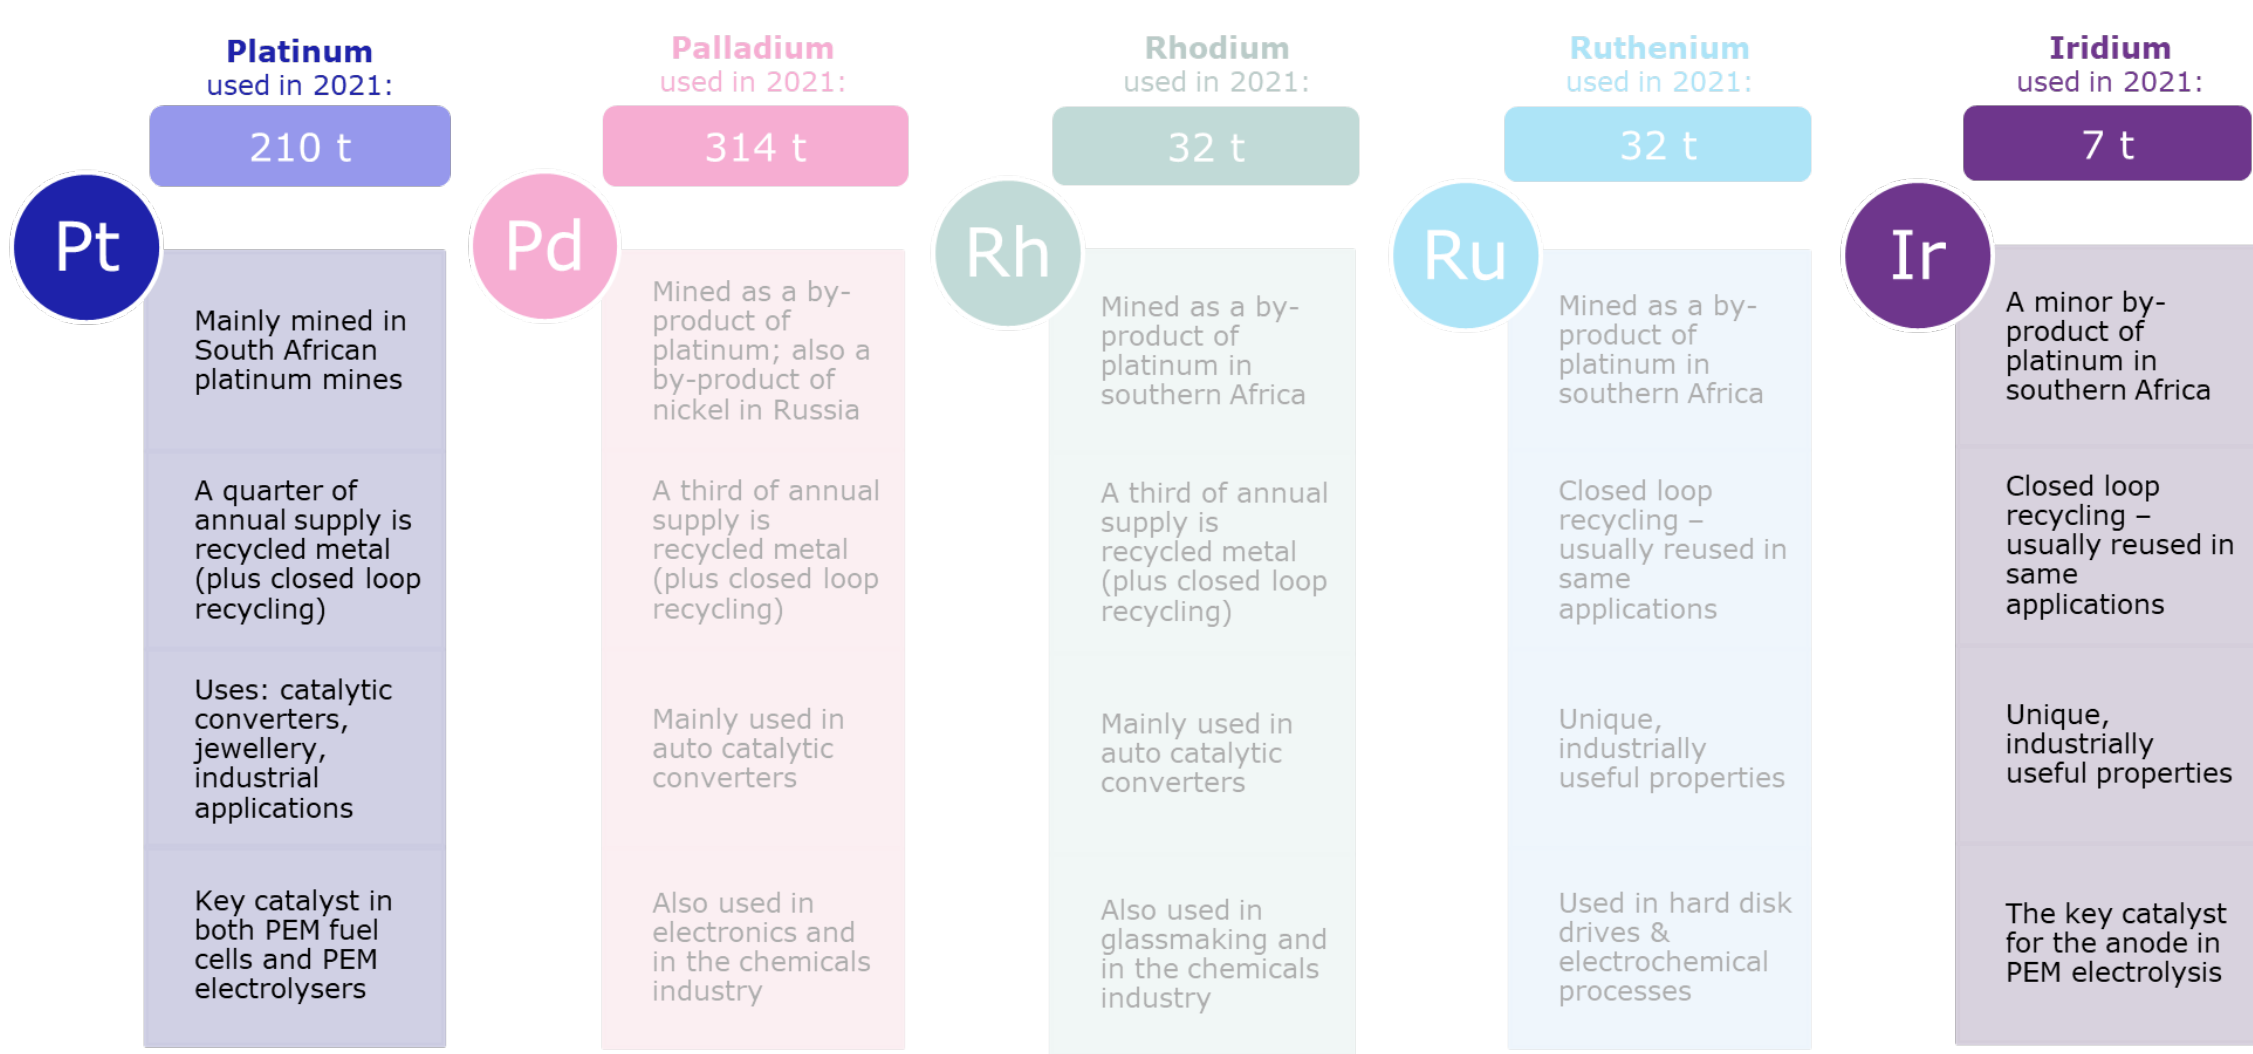 Platinum
used in 2021:
210 t
Pt
Mainly mined in
South African
platinum mines
A quarter of
annual supply is
recycled metal
(plus closed loop
recycling)
Uses: catalytic
converters,
jewellery,
industrial
applications
Key catalyst in
both PEM fuel
cells and PEM
electrolysers
Palladium
used in 2021:
314 t
Pd
Mined as a by-
product of
platinum; also a
by-product of
nickel in Russia
A third of annual
supply is
recycled metal
(plus closed loop
recycling)
Mainly used in
auto catalytic
converters
Also used in
electronics and
in the chemicals
industry
Rhodium
used in 2021:
32 t
Rh
Mined as a by-
product of
platinum in
southern Africa
A third of annual
supply is
recycled metal
(plus closed loop
recycling)
Mainly used in
auto catalytic
converters
Also used in
glassmaking and
in the chemicals
industry
Ruthenium
used in 2021:
32 t
Ru
Mined as a by-
product of
platinum in
southern Africa
Closed loop
recycling –
usually reused in
same
applications
Unique,
industrially
useful properties
Used in hard disk
drives &
electrochemical
processes
Iridium
used in 2021:
7 t
Ir
A minor by-
product of
platinum in
southern Africa
Closed loop
recycling –
usually reused in
same
applications
Unique,
industrially
useful properties
The key catalyst
for the anode in
PEM electrolysis